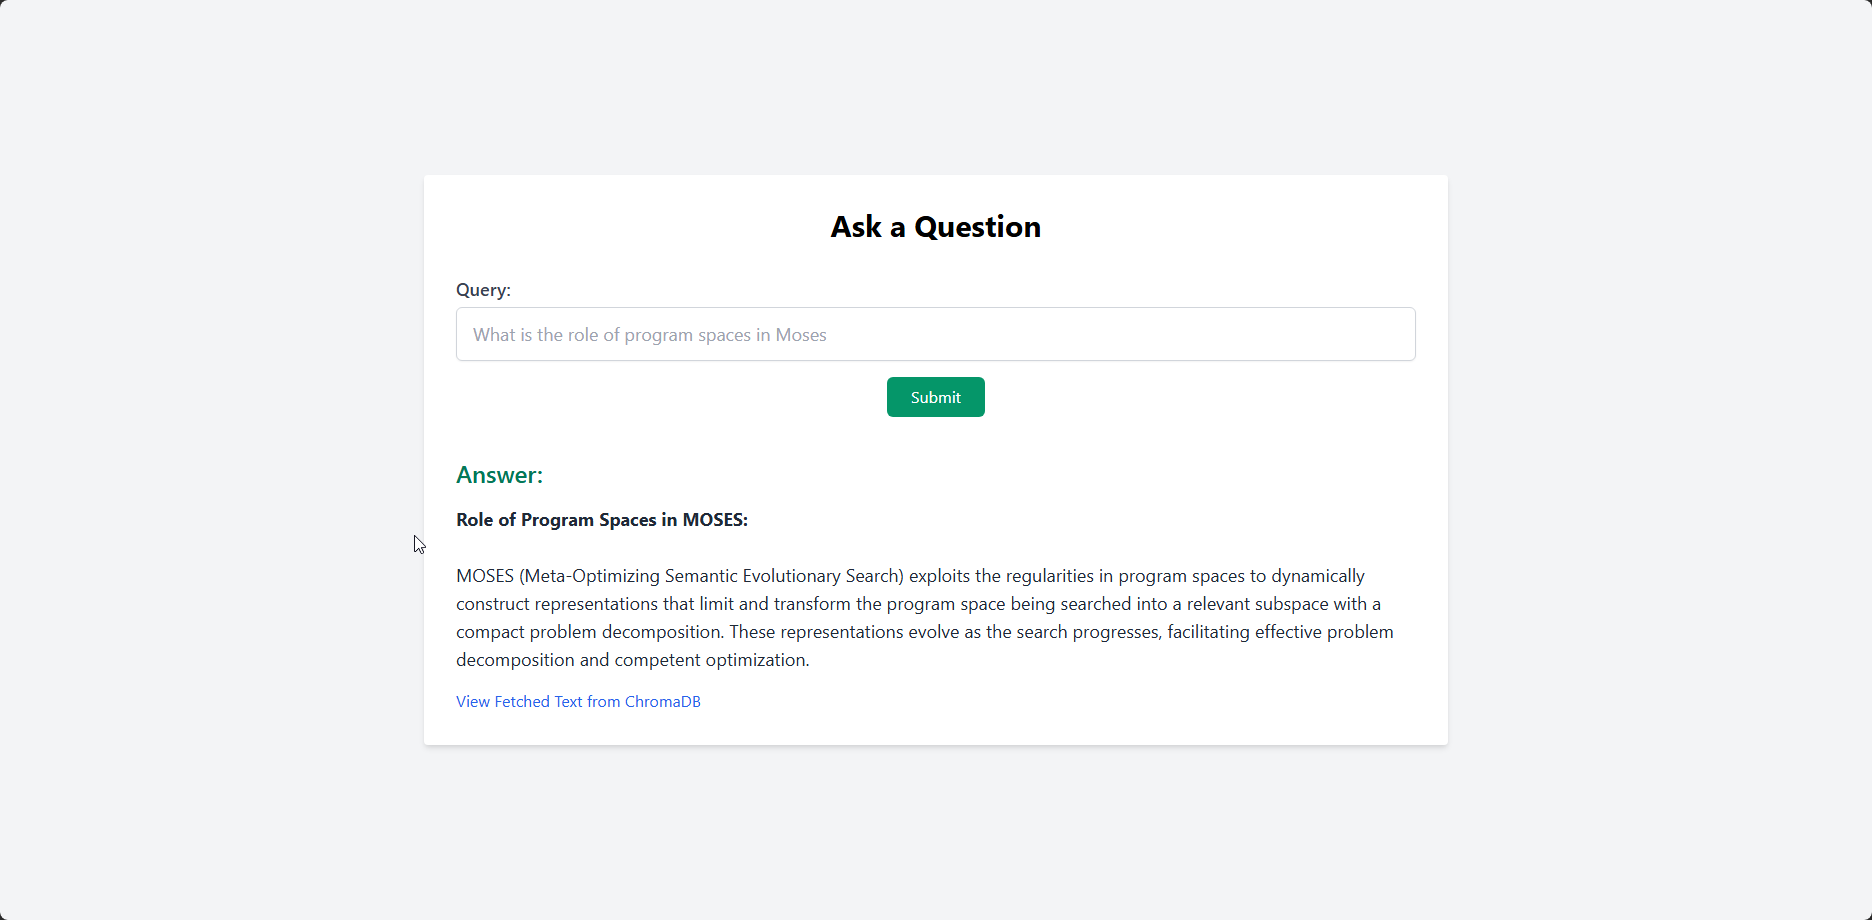 Ask a Question
Query:
What is the role of program spaces in Moses
Submit
Answer:
Role of Program Spaces in MOSES:
MOSES (Meta-Optimizing Semantic Evolutionary Search) exploits the regularities in program spaces to dynamically
construct representations that limit and transform the program space being searched into a relevant subspace with a
compact problem decomposition. These representations evolve as the search progresses, facilitating effective problem
decomposition and competent optimization.
View Fetched Text from ChromaDB